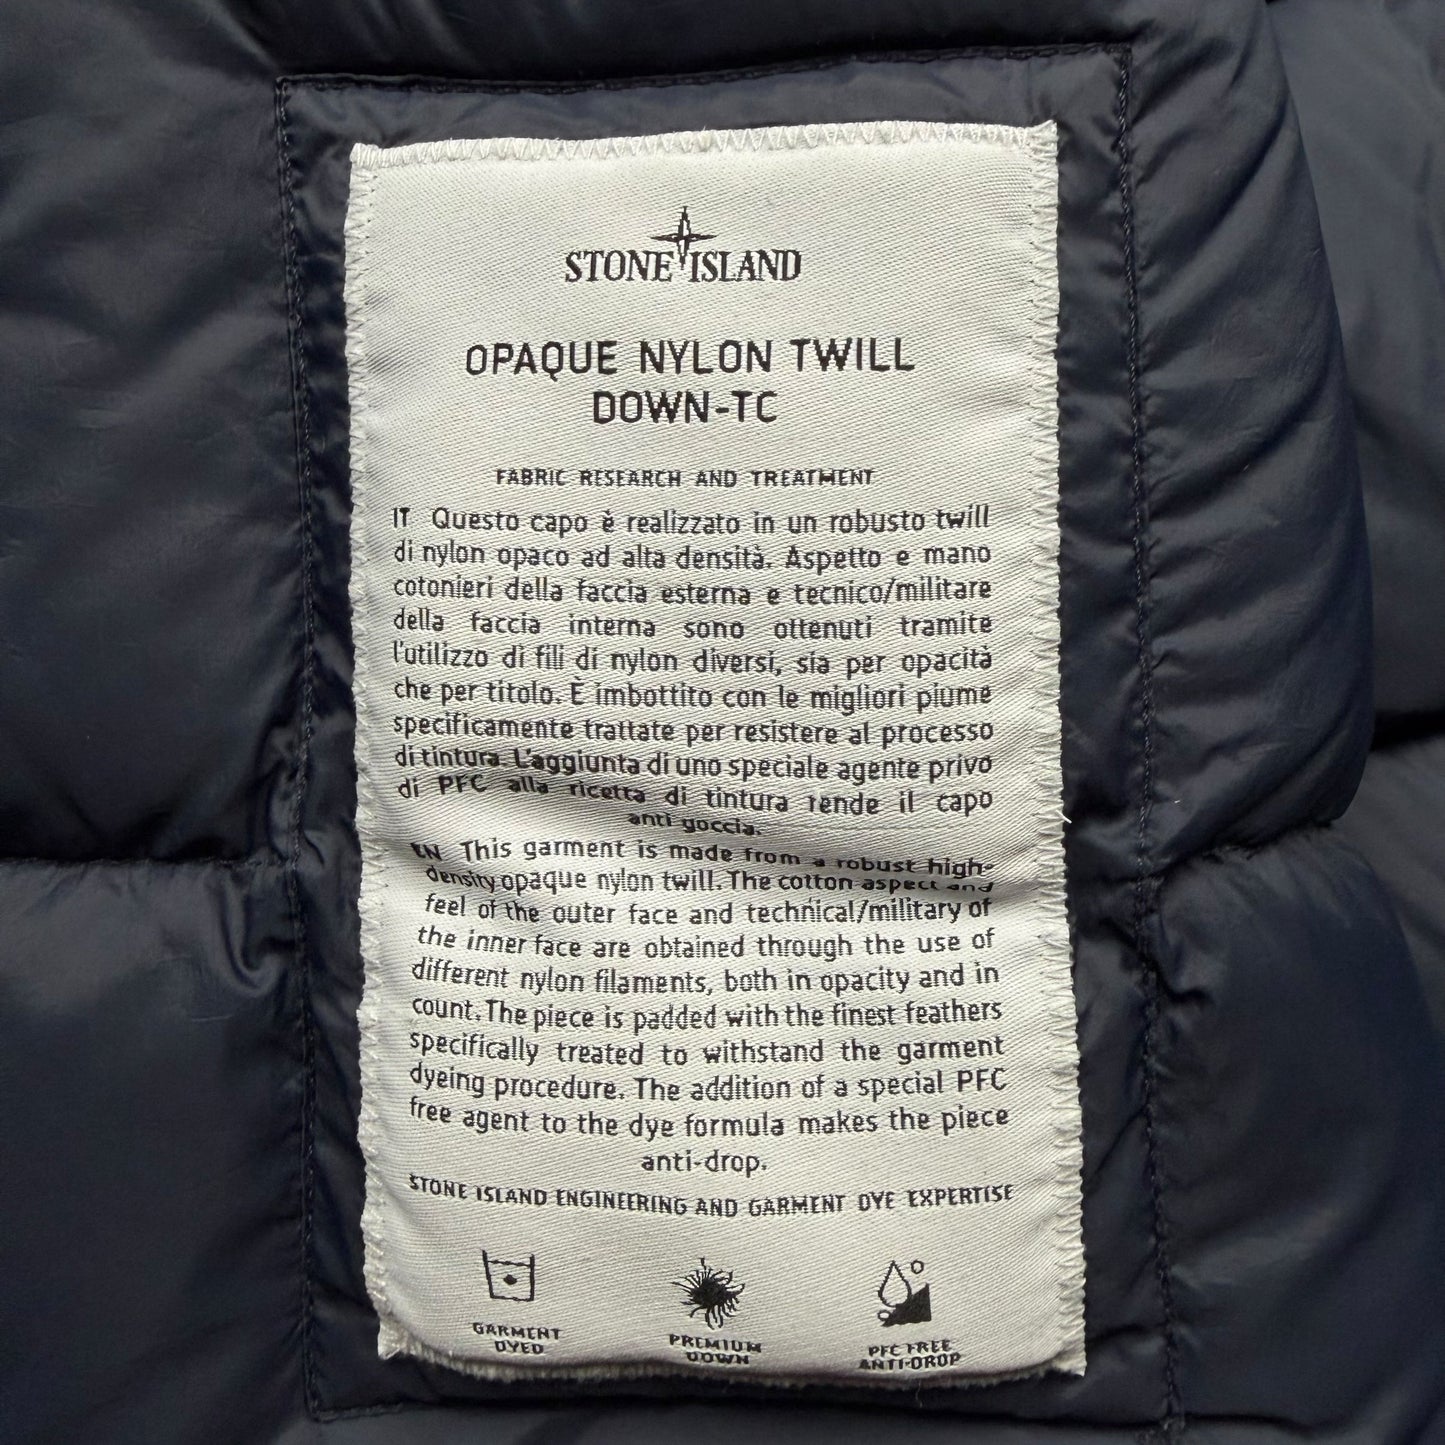 STONE ISLAND
OPAQUE NYLON TWILL
DOWN-TC
FABRIC RESEARCH AND TREATMENT
IT Questo capo è realizzato in un robusto twill
di nylon opaco ad alta densità. Aspetto e mano
cotonieri della faccia esterna e tecnico/militare
della faccia interna sono ottenuti tramite
l'utilizzo di fili di nylon diversi, sia per opacità
che per titolo. È imbottito con le migliori piume
specificamente trattate per resistere al processo
di tintura. L'aggiunta di uno speciale agente privo
di PFC alla ricetta di tintura rende il capo
anti goccia.
EN This garment is made from a robust high-
density opaque nylon twill. The cotton aspect and
feel of the outer face and technical/military of
the inner face are obtained through the use of
different nylon filaments, both in opacity and in
count. The piece is padded with the finest feathers
specifically treated to withstand the garment
dyeing procedure. The addition of a special PFC
free agent to the dye formula makes the piece
anti-drop.
STONE ISLAND ENGINEERING AND GARMENT DYE EXPERTISE
GARMENT
DYED
PREMIUM
DOWN
PFC FREE
ANTI-DROP